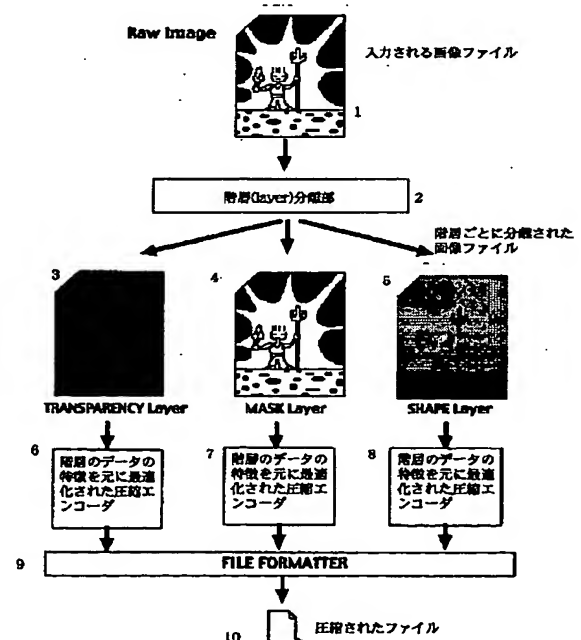 Raw Image
入力される画像ファイル
1
階層(layer)分離部
2
階層ごとに分離された
画像ファイル
3
4
5
TRANSPARENCY Layer
MASK Layer
SHAPE Layer
6
階層のデータの
特徴を元に最適
化された圧縮エ
ンコーダ
7
階層のデータの
特徴を元に最適
化された圧縮エ
ンコーダ
8
階層のデータの
特徴を元に最適
化された圧縮エ
ンコーダ
9
FILE FORMATTER
10
圧縮されたファイル